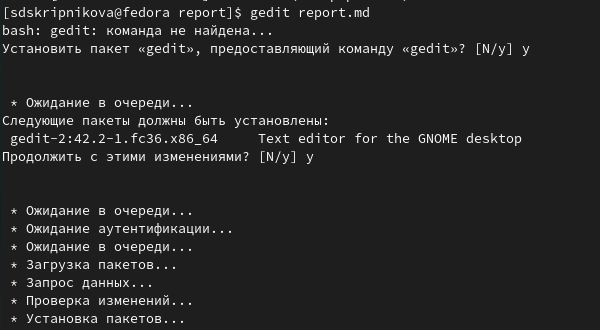 [sdskripnikova@fedora report]$ gedit report.md
bash: gedit: команда не найдена...
Установить пакет «gedit», предоставляющий команду «gedit»? [N/y] y
* Ожидание в очереди...
Следующие пакеты должны быть установлены:
gedit-2:42.2-1.fc36.x86_64 Text editor for the GNOME desktop
Продолжить с этими изменениями? [N/y] y
* Ожидание в очереди...
* Ожидание аутентификации...
* Ожидание в очереди...
* Загрузка пакетов...
* Запрос данных...
* Проверка изменений...
* Установка пакетов...